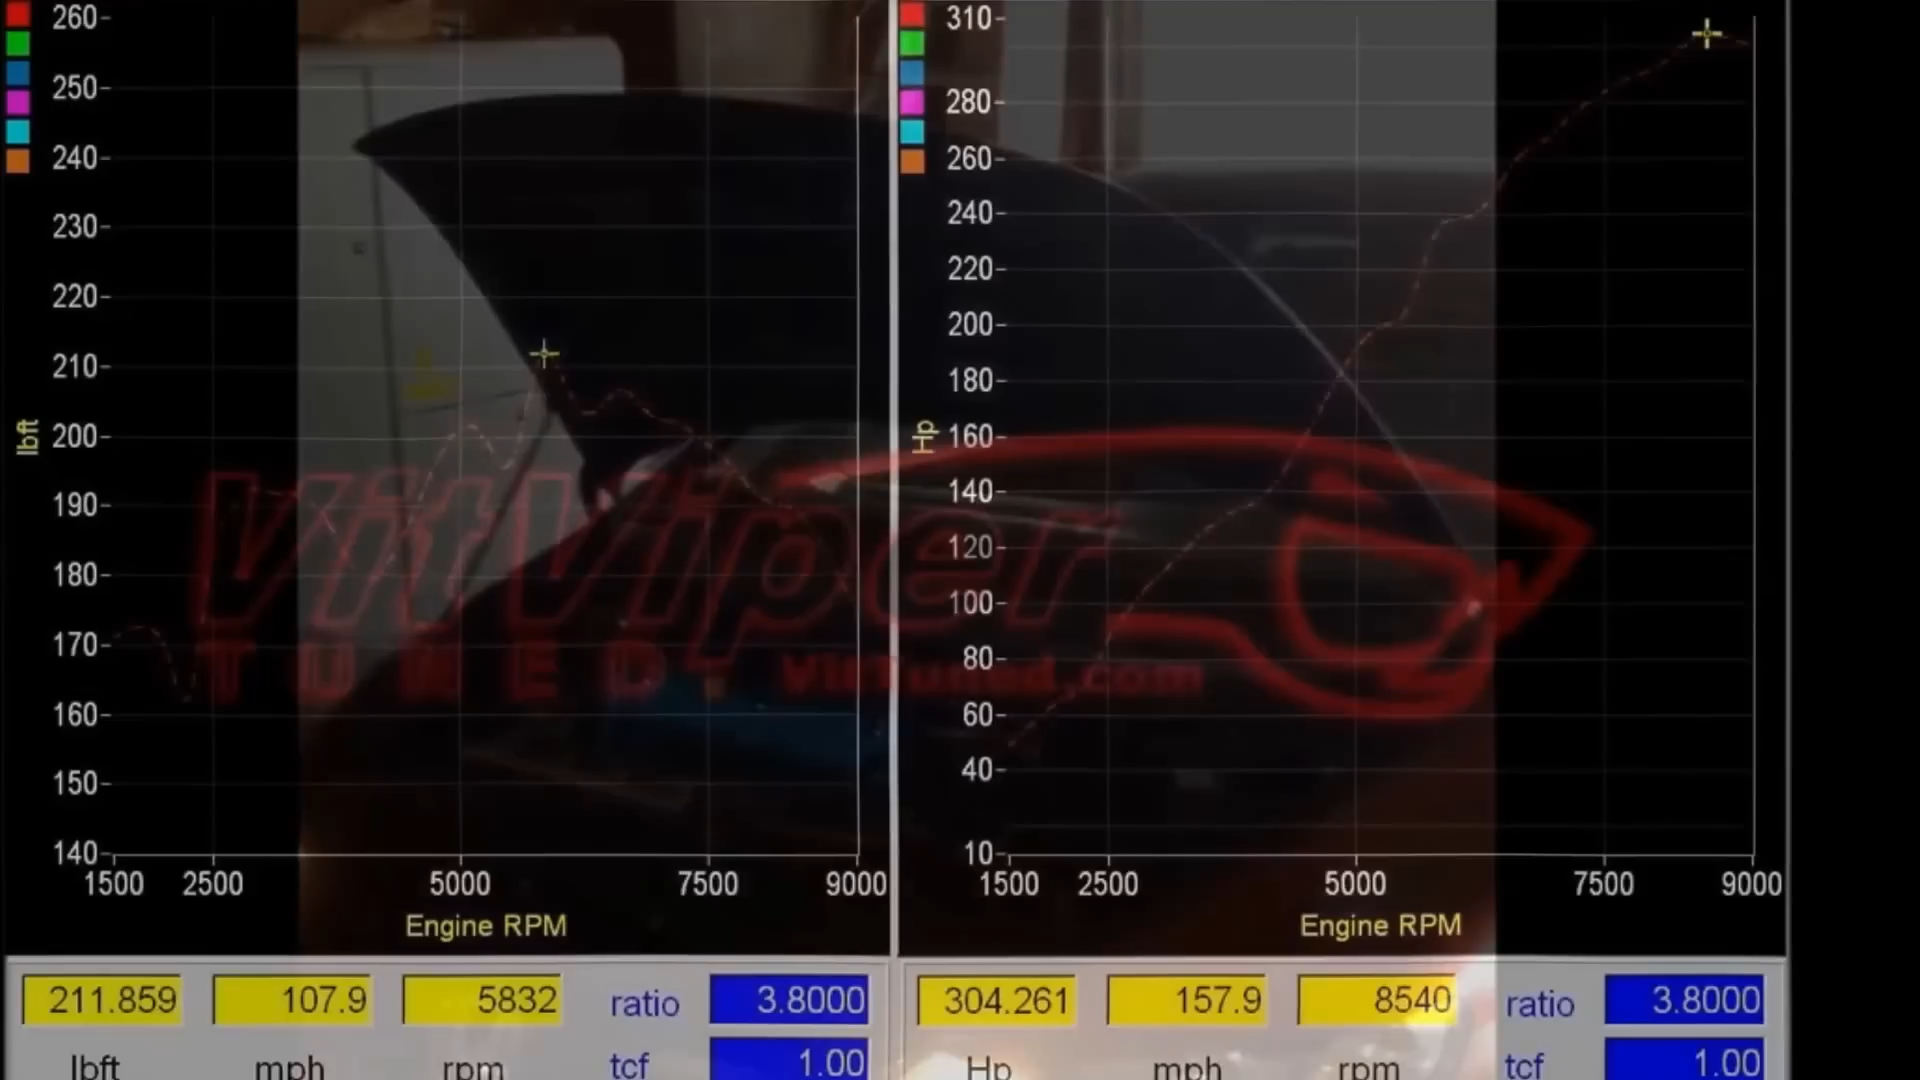 260
250
240
230
220
210
200
190
180
170
160
150
140
lbft
1500 2500 5000 7500 9000
Engine RPM
310
280
260
240
220
200
180
160
140
120
100
80
60
40
10
Hp
1500 2500 5000 7500 9000
Engine RPM
VitViper
TUNED
VitTuned.com
211.859 107.9 5832 ratio 3.8000
lbft mph rpm tcf 1.00
304.261 157.9 8540 ratio 3.8000
Hp mph rpm tcf 1.00